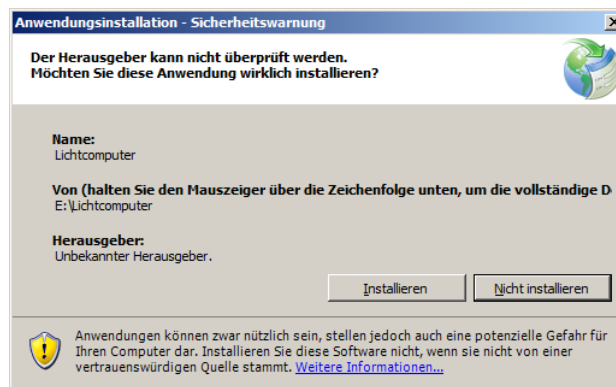 Anwendungsinstallation - Sicherheitswarnung
Der Herausgeber kann nicht überprüft werden.
Möchten Sie diese Anwendung wirklich installieren?
Name:
Lichtcomputer
Von (halten Sie den Mauszeiger über die Zeichenfolge unten, um die vollständige D
E:\Lichtcomputer
Herausgeber:
Unbekannter Herausgeber.
Installieren
Nicht installieren
Anwendungen können zwar nützlich sein, stellen jedoch auch eine potenzielle Gefahr für
Ihren Computer dar. Installieren Sie diese Software nicht, wenn sie nicht von einer
vertrauenswürdigen Quelle stammt. Weitere Informationen...